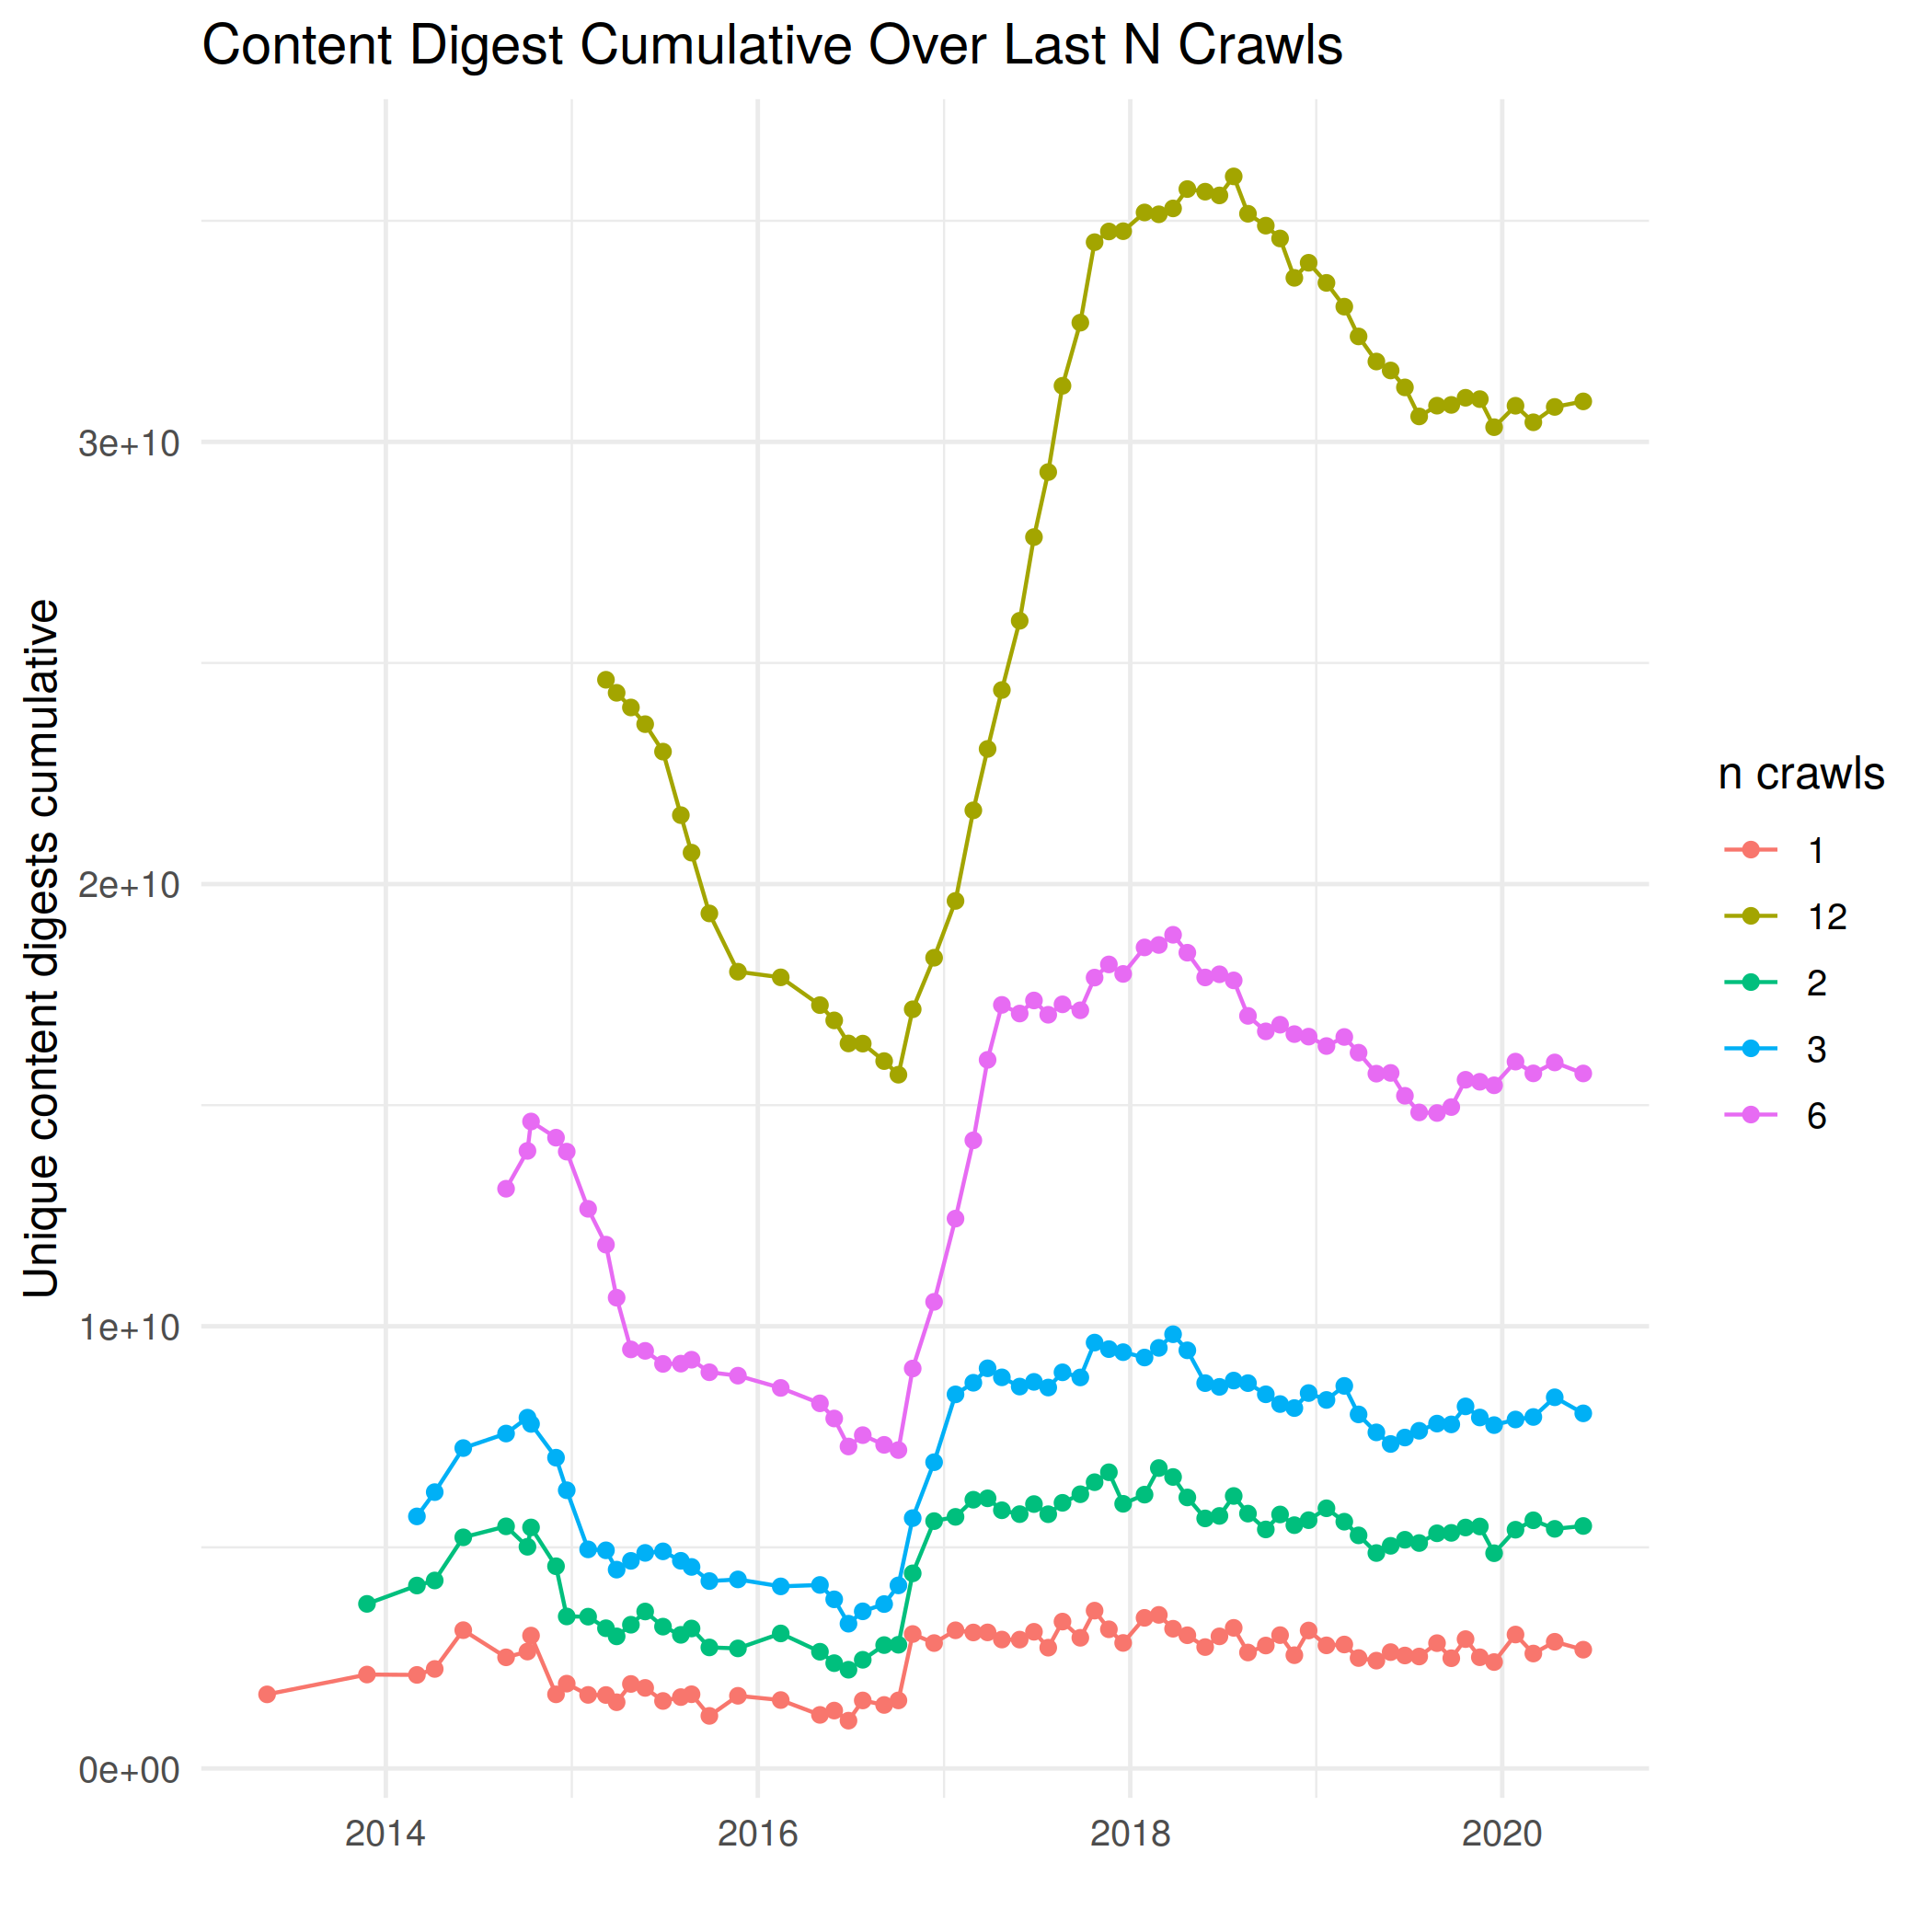 Content Digest Cumulative Over Last N Crawls
Unique content digests cumulative
3e+10
2e+10
1e+10
0e+00
2014
2016
2018
2020
n crawls
1
12
2
3
6